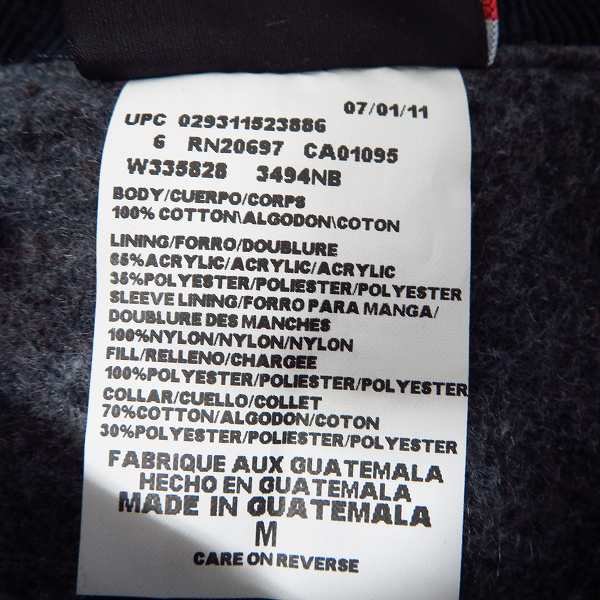 07/01/11
UPC 029311523886
6 RN20697 CA01095
W335828 3494NB
BODY/CUERPO/CORPS
100% COTTON\ALGODON\COTON
LINING/FORRO/DOUBLURE
65%ACRYLIC/ACRYLIC/ACRYLIC
35%POLYESTER/POLIESTER/POLYESTER
SLEEVE LINING/FORRO PARA MANGA/
DOUBLURE DES MANCHES
100%NYLON/NYLON/NYLON
FILL/RELLENO/CHARGEE
100%POLYESTER/POLIESTER/POLYESTER
COLLAR/CUELLO/COLLET
70%COTTON/ALGODON/COTON
30%POLYESTER/POLIESTER/POLYESTER
FABRIQUE AUX GUATEMALA
HECHO EN GUATEMALA
MADE IN GUATEMALA
M
CARE ON REVERSE